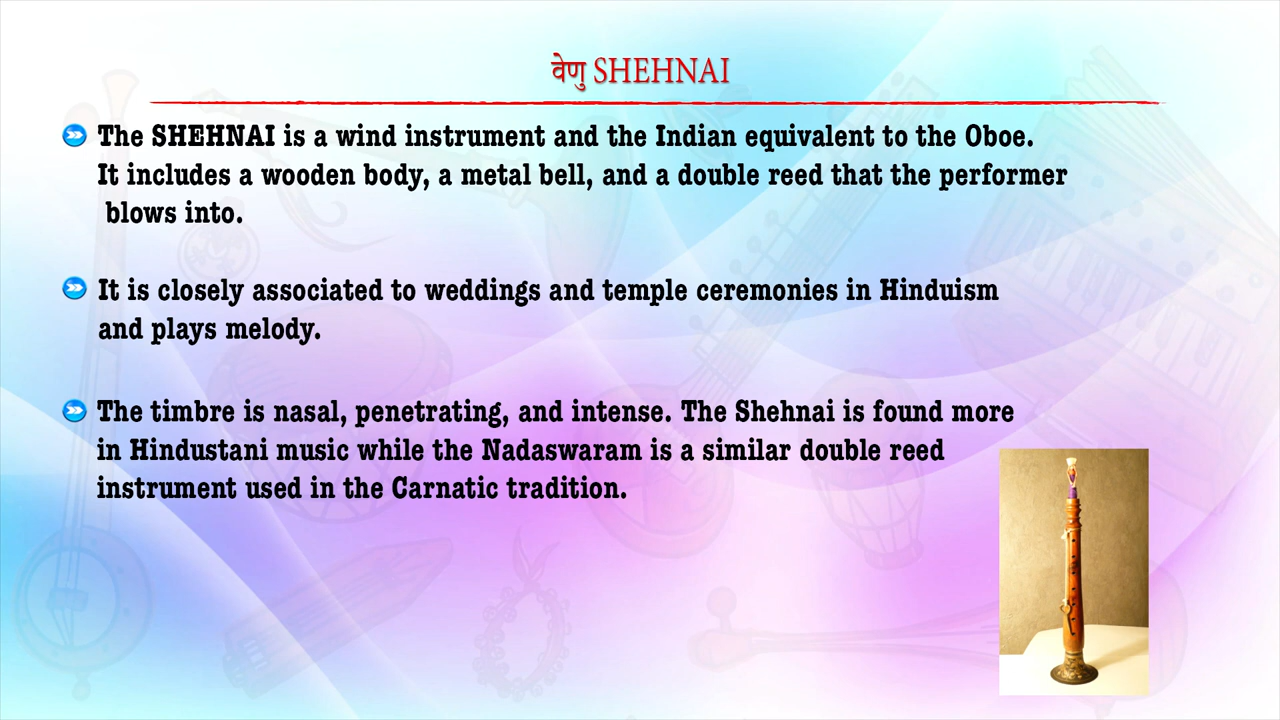 वेणु SHEHNAI
The SHEHNAI is a wind instrument and the Indian equivalent to the Oboe.
It includes a wooden body, a metal bell, and a double reed that the performer
blows into.
It is closely associated to weddings and temple ceremonies in Hinduism
and plays melody.
The timbre is nasal, penetrating, and intense. The Shehnai is found more
in Hindustani music while the Nadaswaram is a similar double reed
instrument used in the Carnatic tradition.